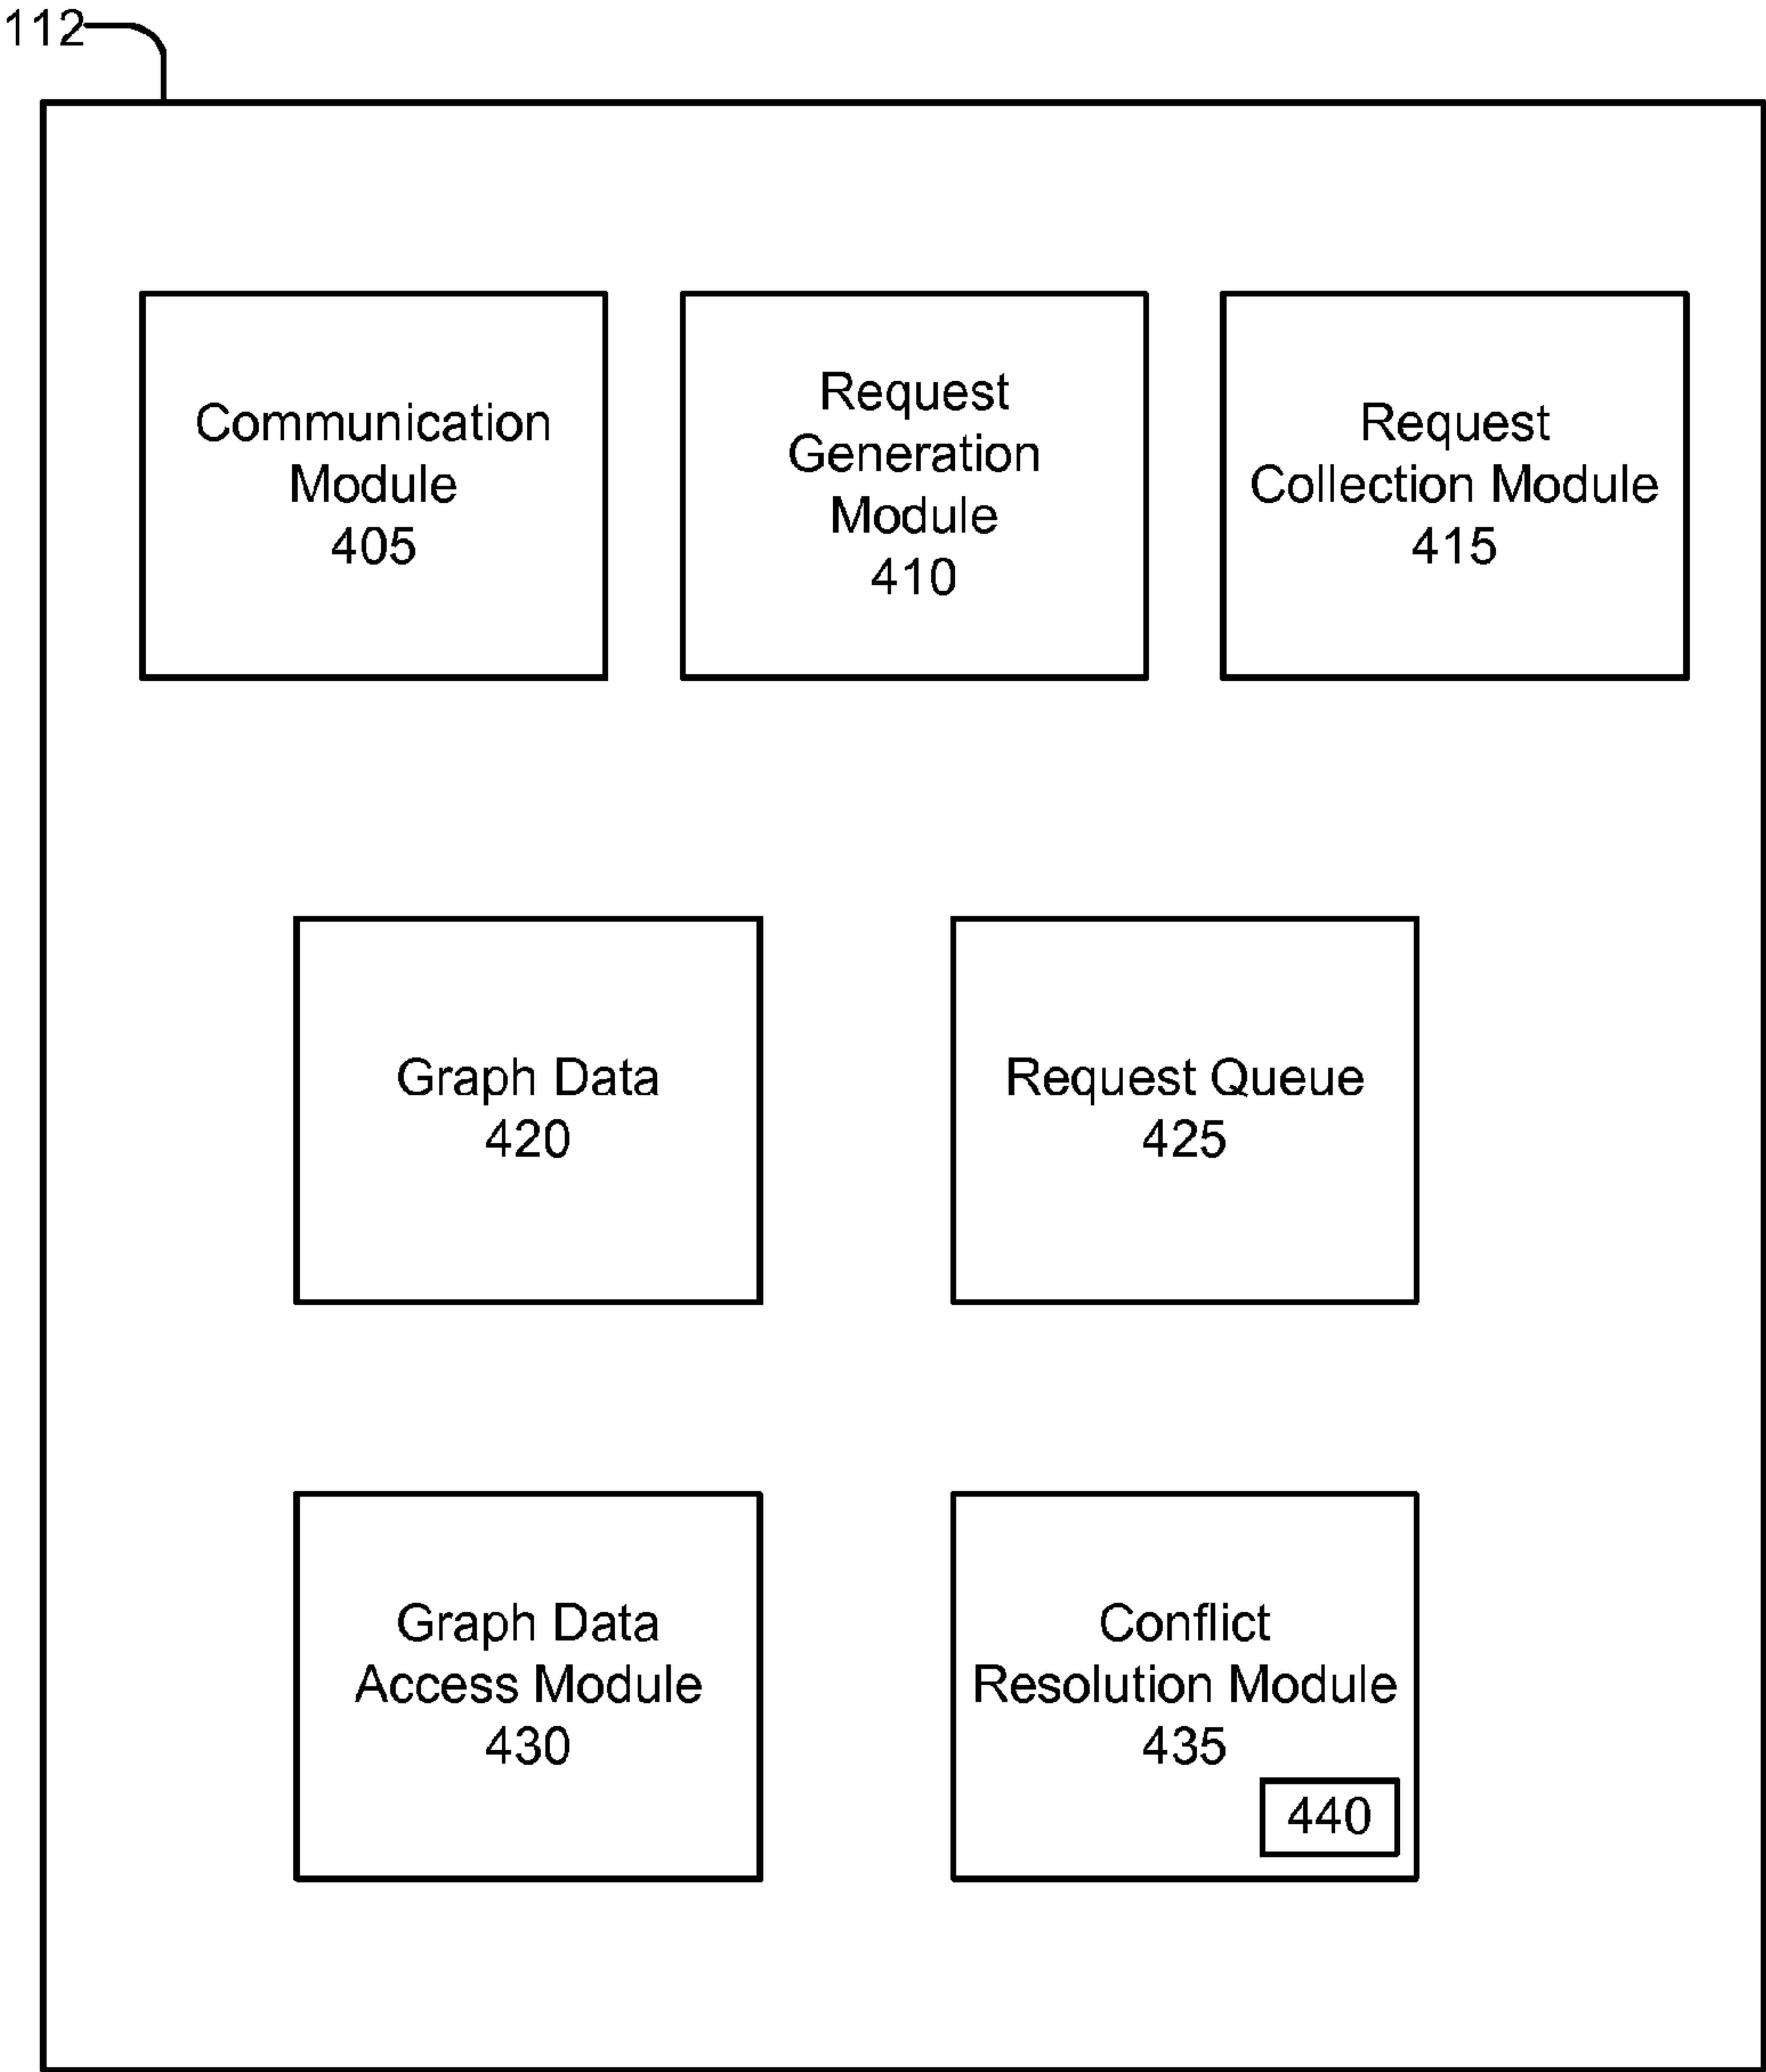 112
Communication
Module
405
Request
Generation
Module
410
Request
Collection Module
415
Graph Data
420
Request Queue
425
Graph Data
Access Module
430
Conflict
Resolution Module
435
440